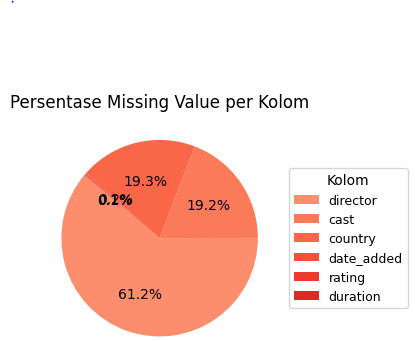 Persentase Missing Value per Kolom
19.3%
19.2%
61.2%
Kolom
director
cast
country
date_added
rating
duration